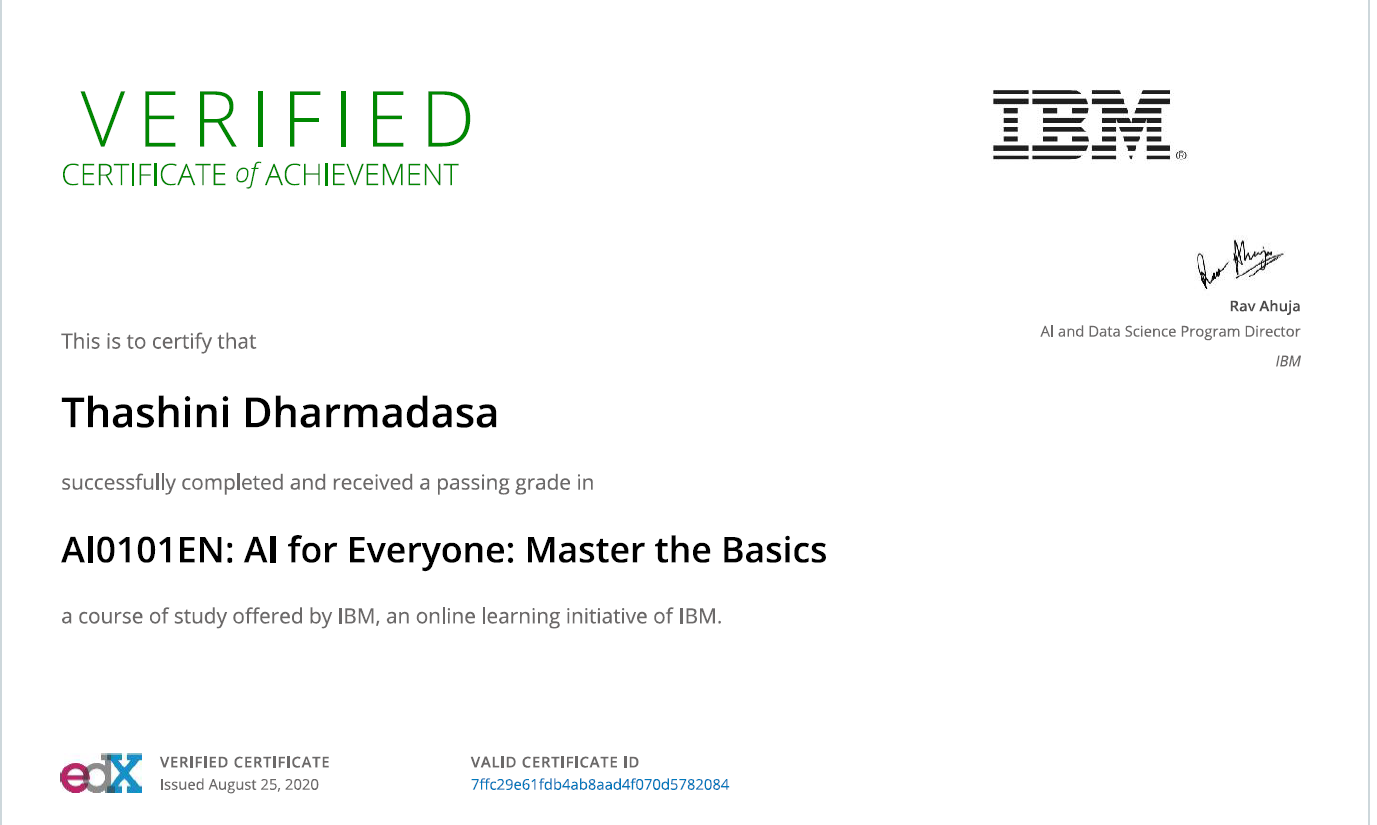 VERIFIED
CERTIFICATE of ACHIEVEMENT
IBM®
Rav Ahuja
Rav Ahuja
AI and Data Science Program Director
IBM
This is to certify that
Thashini Dharmadasa
successfully completed and received a passing grade in
AI0101EN: AI for Everyone: Master the Basics
a course of study offered by IBM, an online learning initiative of IBM.
edX
VERIFIED CERTIFICATE
Issued August 25, 2020
VALID CERTIFICATE ID
7ffc29e61fdb4ab8aad4f070d5782084